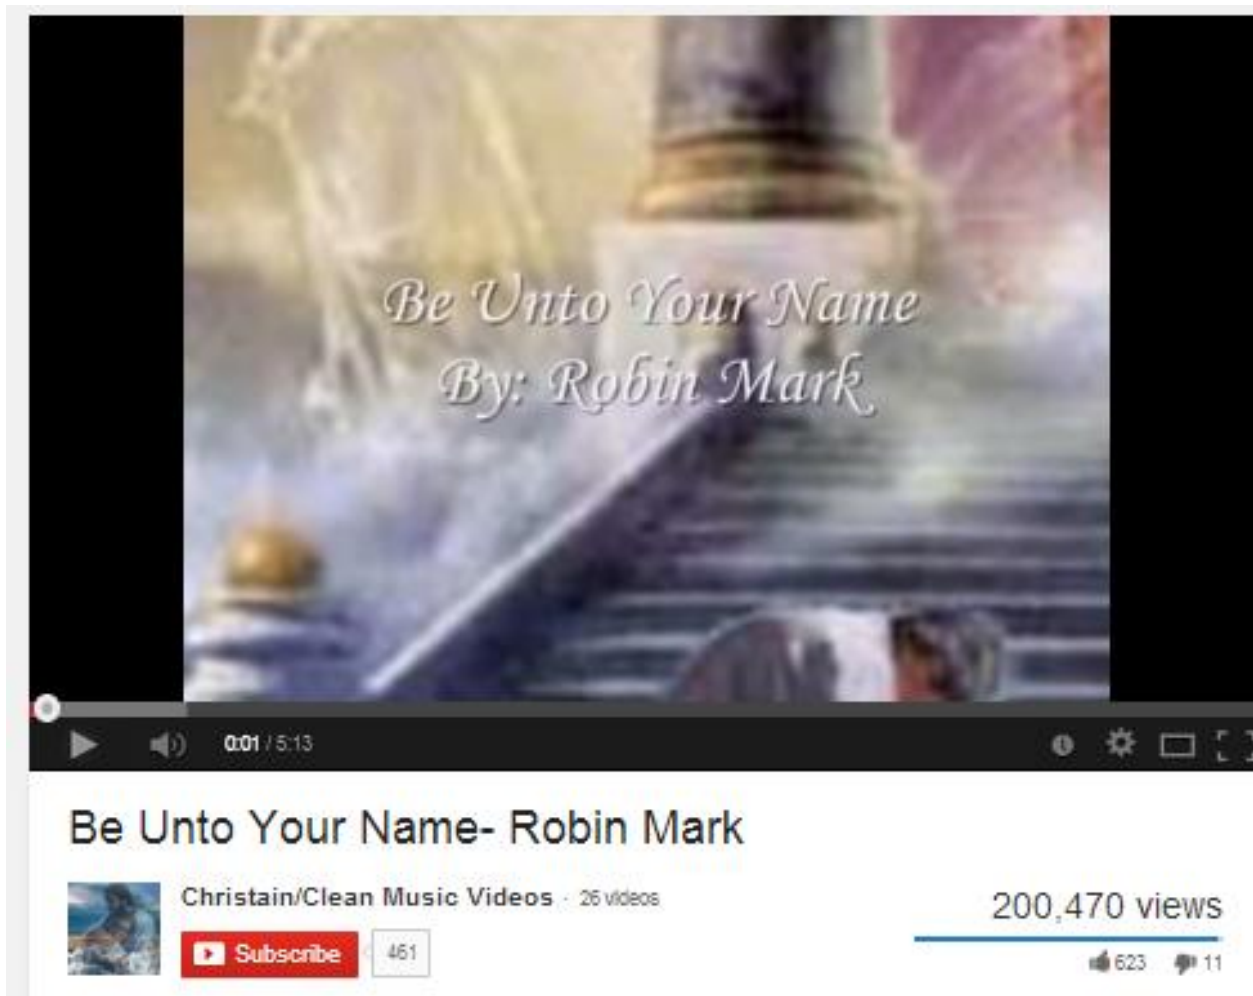 Be Unto Your Name
By: Robin Mark
0:01 / 5:13
Be Unto Your Name- Robin Mark
Christain/Clean Music Videos · 26 videos
Subscribe 461
200,470 views
623 11